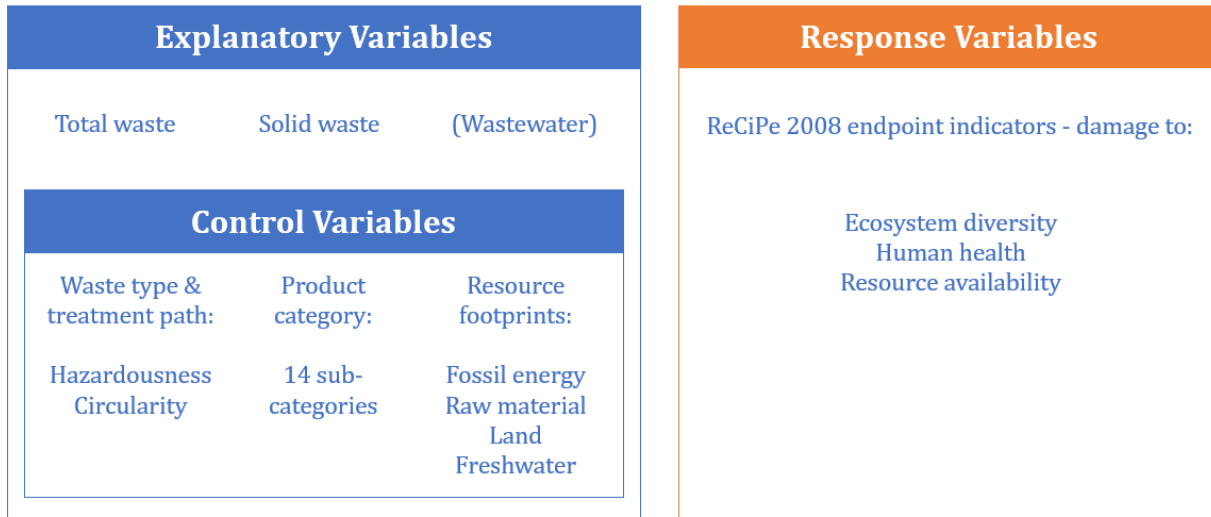 Explanatory Variables
Total waste
Solid waste
(Wastewater)
Control Variables
Waste type &
treatment path:
Hazardousness
Circularity
Product
category:
14 sub-
categories
Resource
footprints:
Fossil energy
Raw material
Land
Freshwater
Response Variables
ReCiPe 2008 endpoint indicators - damage to:
Ecosystem diversity
Human health
Resource availability